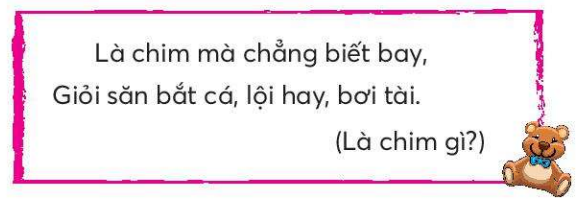 Là chim mà chẳng biết bay,
Giỏi săn bắt cá, lội hay, bơi tài.
(Là chim gì?)